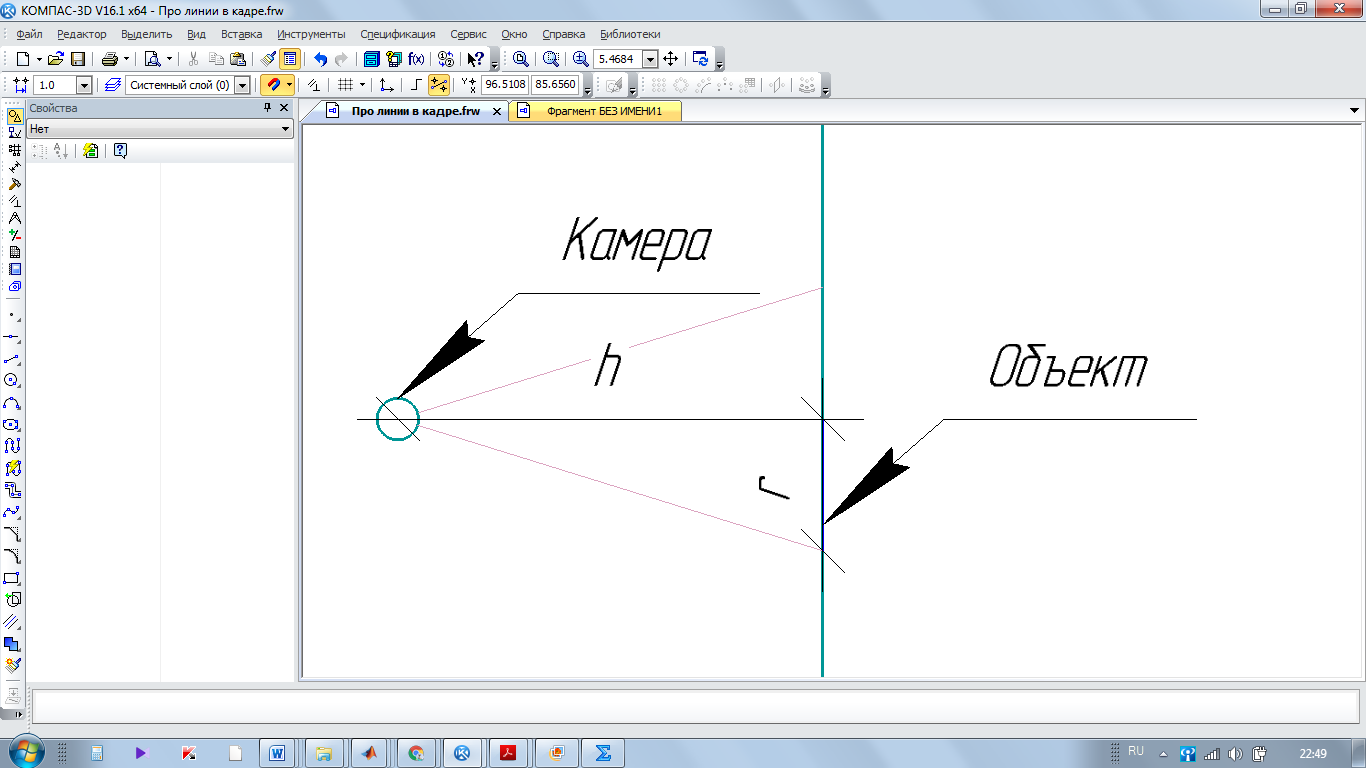 КОМПАС-3D V16.1 x64 - Про линии в кадре.frw
Файл Редактор Выделить Вид Вставка Инструменты Спецификация Сервис Окно Справка Библиотеки
f(x) 5.4684
1.0 Системный слой (0) 96.5108 85.6560
Свойства
Нет
Про линии в кадре.frw Фрагмент БЕЗ ИМЕНИ1
Камера
h
Объект
r
RU 22:49